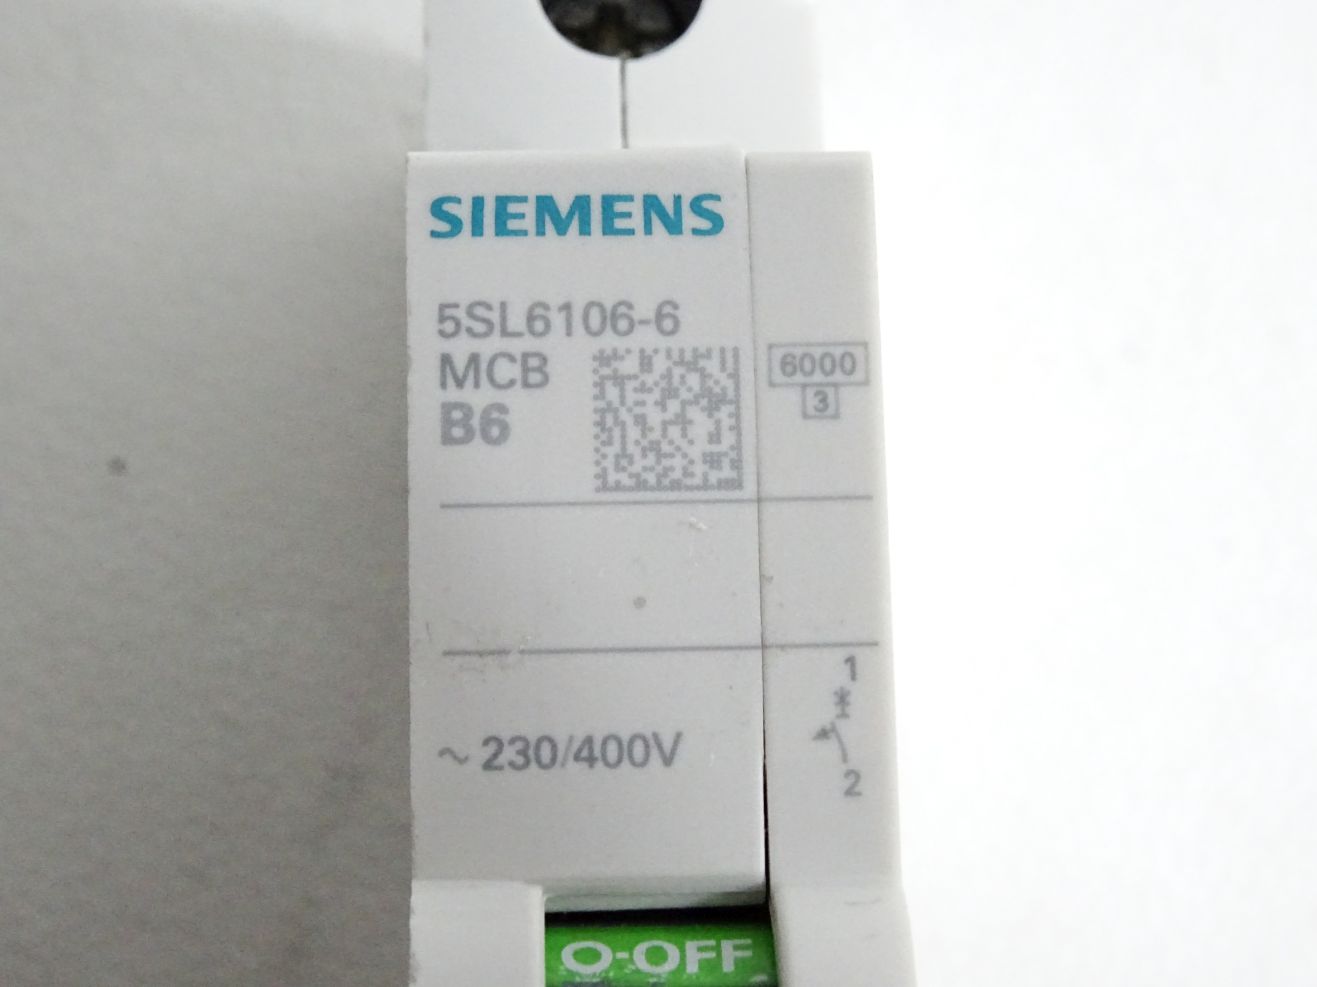 SIEMENS
5SL6106-6
MCB
B6
6000
3
~ 230/400V
1
2
O-OFF